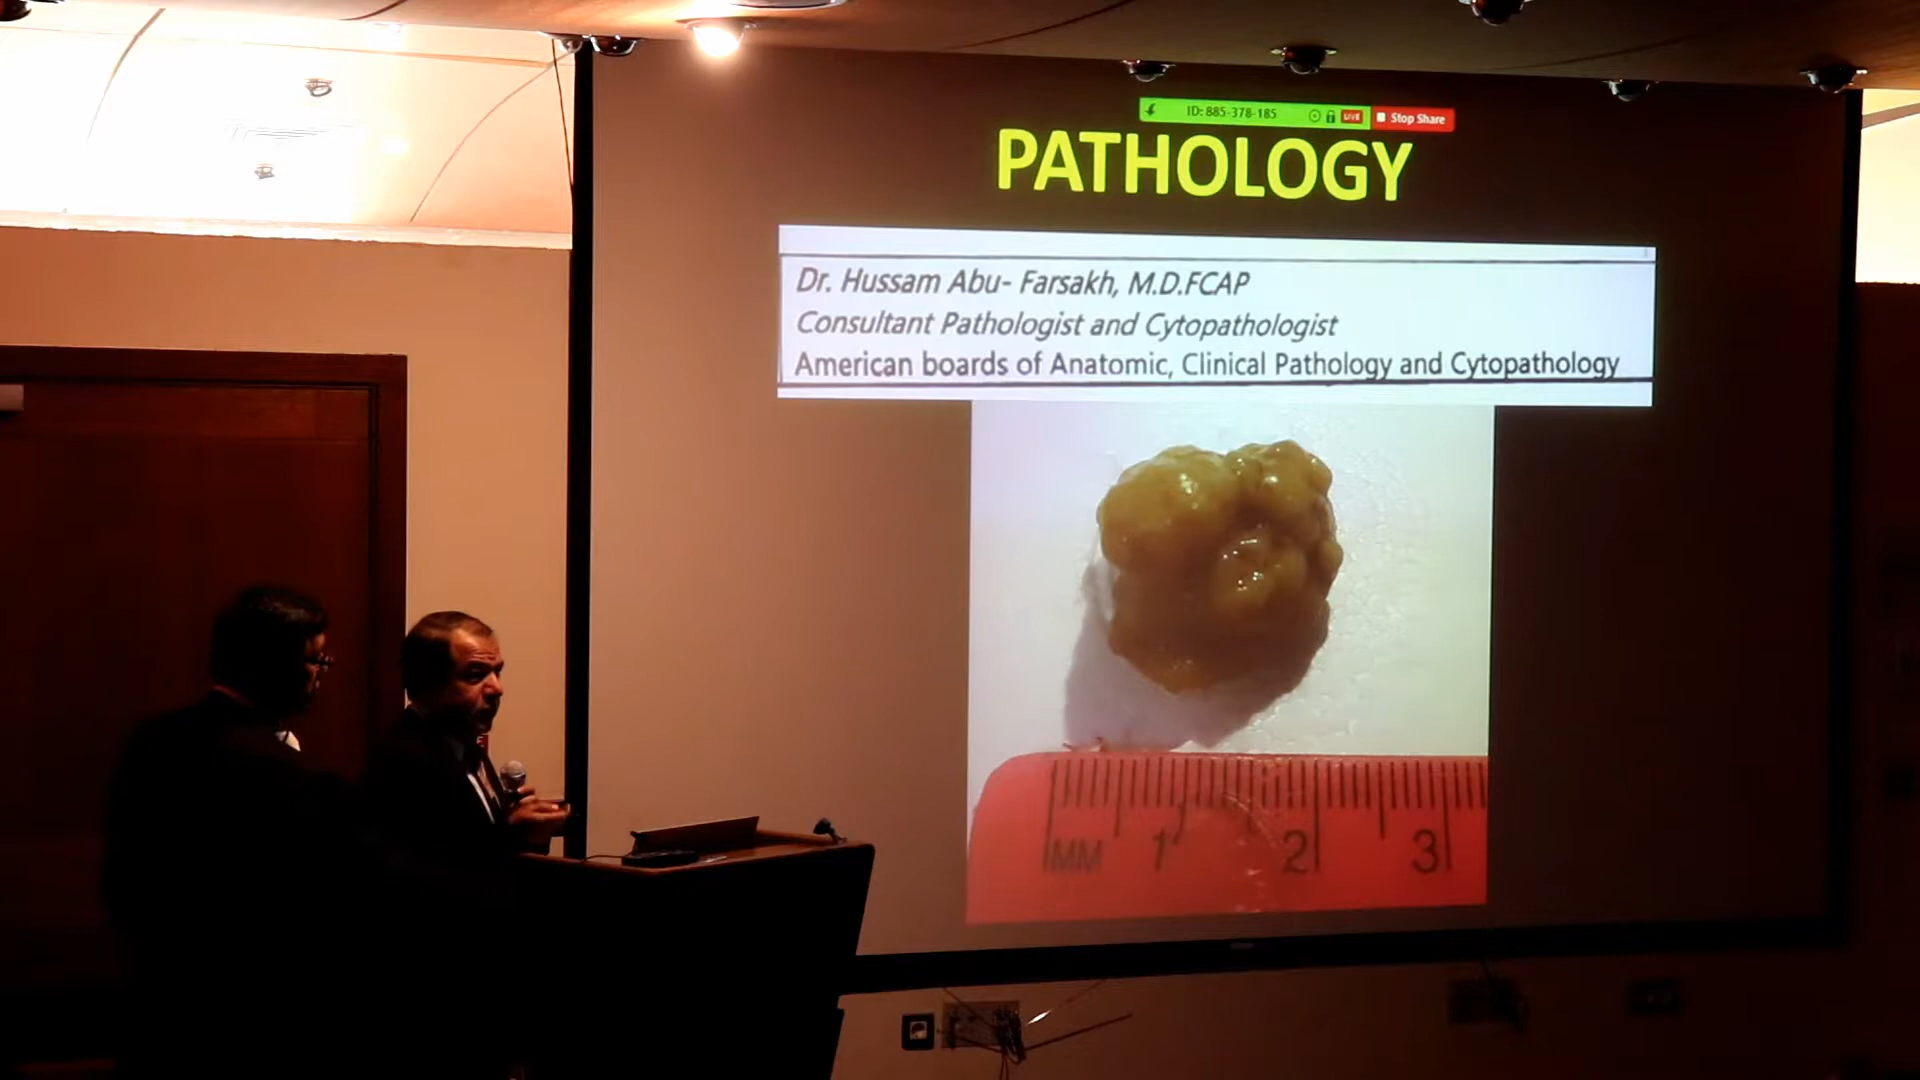 ID: 885-378-185 LIVE Stop Share
PATHOLOGY
Dr. Hussam Abu- Farsakh, M.D.FCAP
Consultant Pathologist and Cytopathologist
American boards of Anatomic, Clinical Pathology and Cytopathology
MM 1 2 3